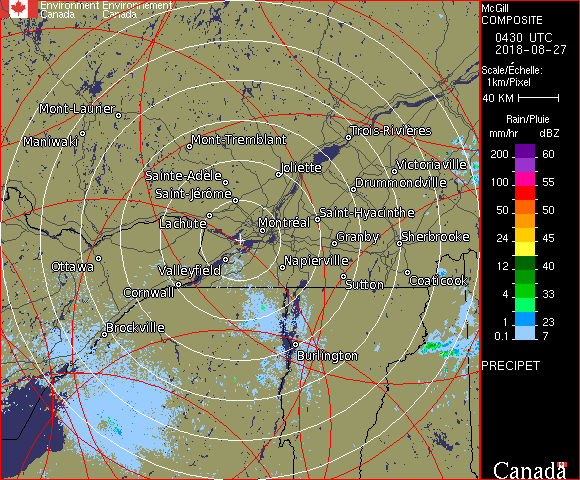 Environment Environnement
Canada Canada
McGill
COMPOSITE
0430 UTC
2018-08-27
Scale/Échelle:
1km/Pixel
40 KM
Rain/Pluie
mm/hr dBZ
200 60
100 55
50 50
24 45
12 40
4 33
1 23
0.1 7
PRECIPET
Canada
Mont-Laurier
Maniwaki
Mont-Tremblant
Trois-Rivières
Joliette
Victoriaville
Sainte-Adele
Drummondville
Saint-Jérôme
Saint-Hyacinthe
Lachute
Montréal
Granby
Sherbrooke
Ottawa
Valleyfield
Napierville
Cornwall
Sutton
Coaticook
Brockville
Burlington